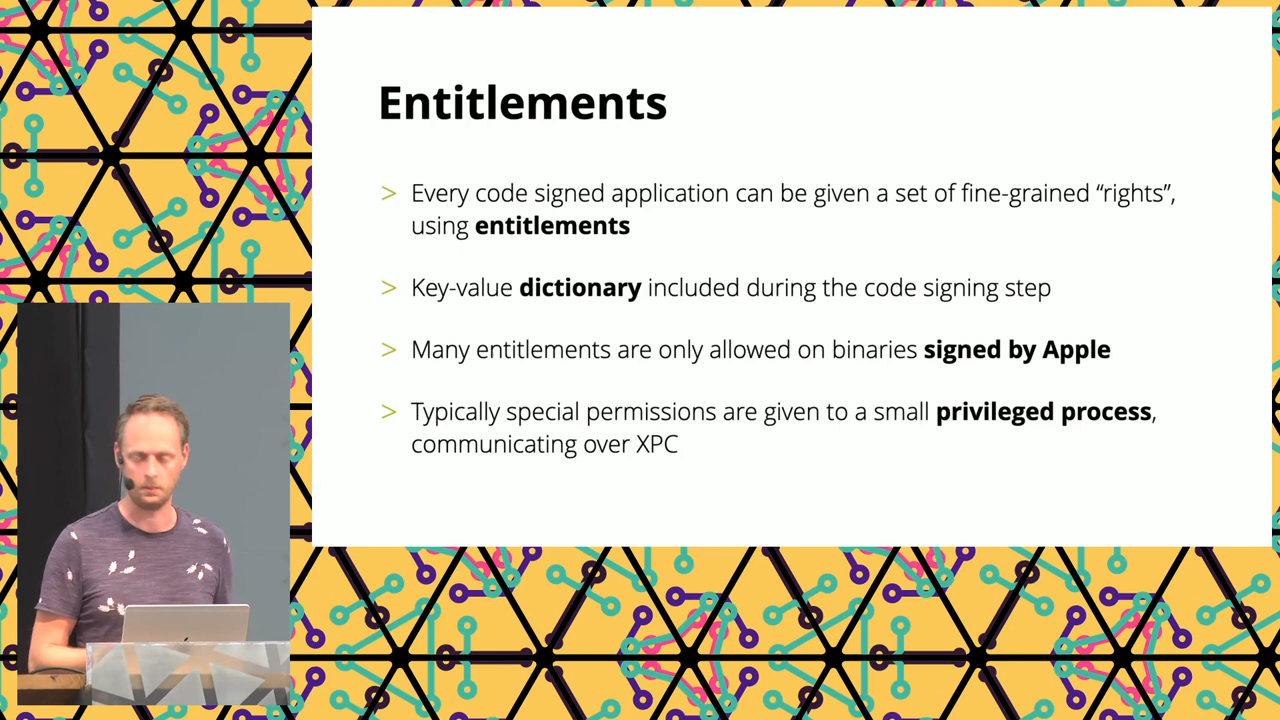 Entitlements
> Every code signed application can be given a set of fine-grained “rights”,
using entitlements
> Key-value dictionary included during the code signing step
> Many entitlements are only allowed on binaries signed by Apple
> Typically special permissions are given to a small privileged process,
communicating over XPC